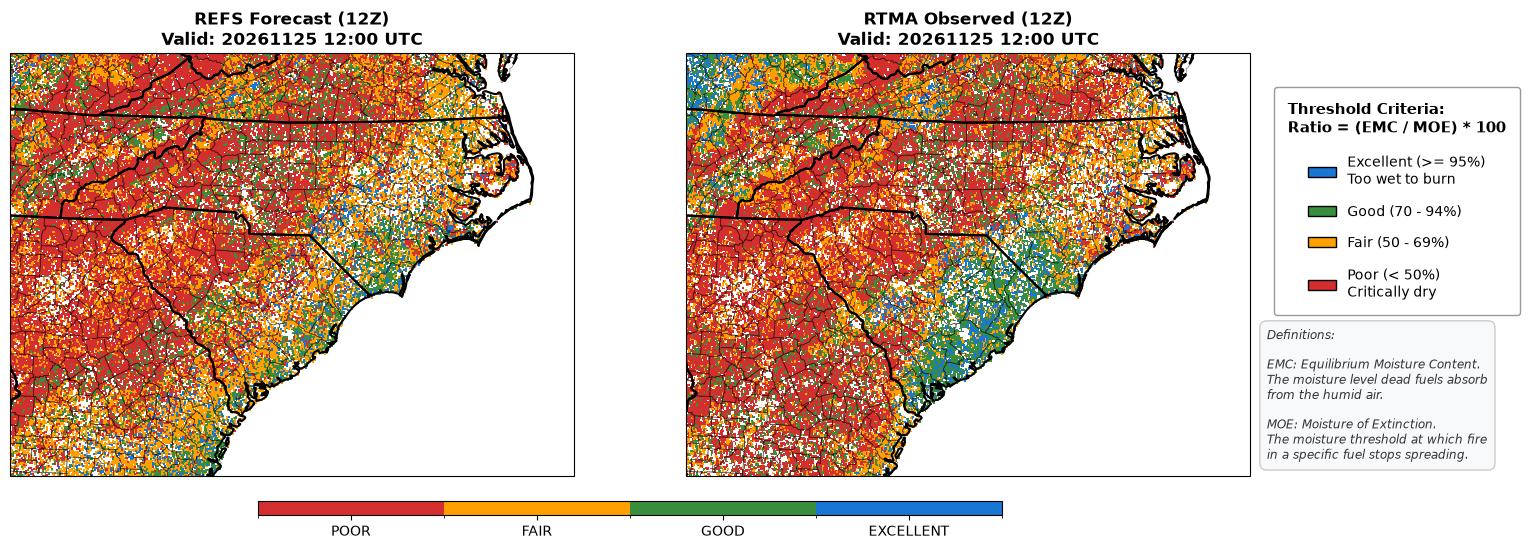 REFS Forecast (12Z)
Valid: 20261125 12:00 UTC
RTMA Observed (12Z)
Valid: 20261125 12:00 UTC
Threshold Criteria:
Ratio = (EMC / MOE) * 100
Excellent (>= 95%)
Too wet to burn
Good (70 - 94%)
Fair (50 - 69%)
Poor (< 50%)
Critically dry
Definitions:
EMC: Equilibrium Moisture Content.
The moisture level dead fuels absorb
from the humid air.
MOE: Moisture of Extinction.
The moisture threshold at which fire
in a specific fuel stops spreading.
POOR
FAIR
GOOD
EXCELLENT